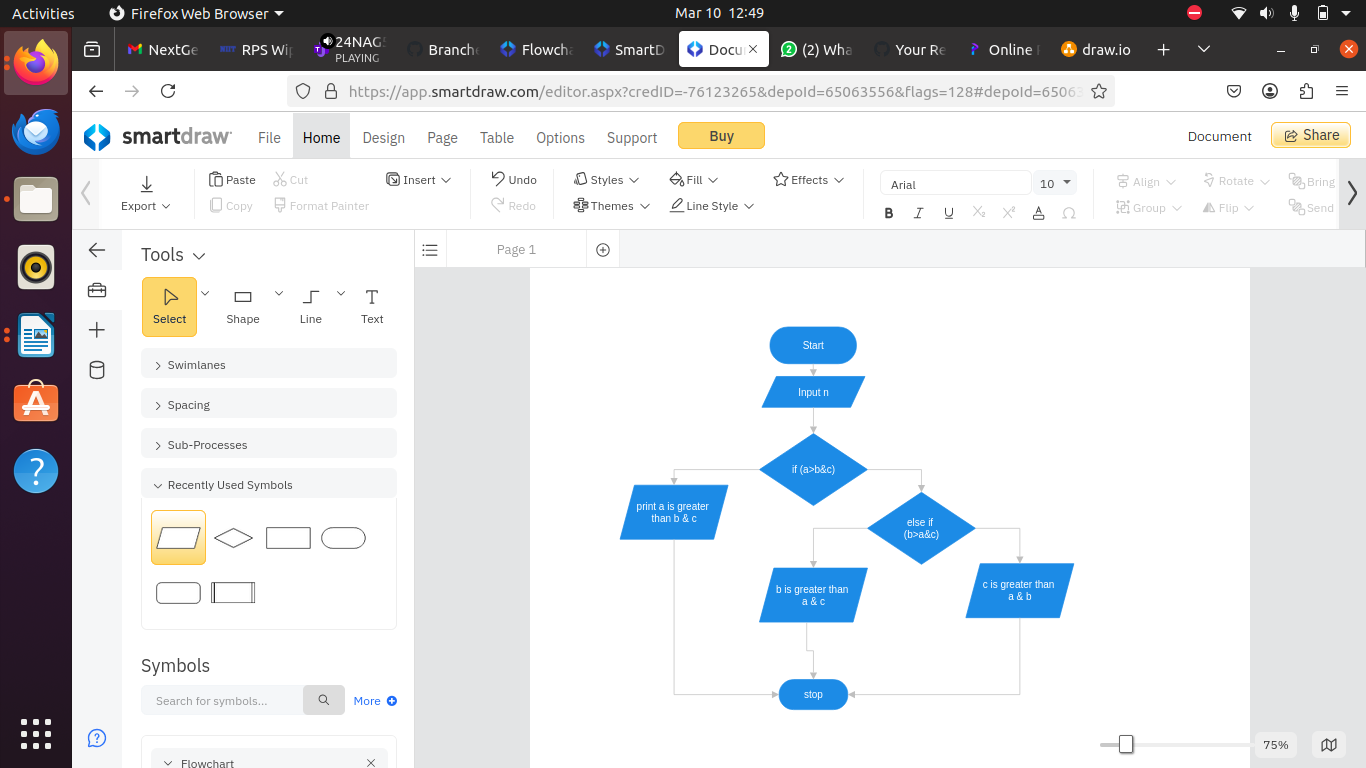 Activities
Firefox Web Browser
Mar 10 12:49
NextGe
RPS Wi
24NAGS
PLAYING
Branche
Flowcha
SmartD
Docu
(2) Wha
Your Re
Online
draw.io
https://app.smartdraw.com/editor.aspx?credID=-76123265&depoId=65063556&flags=128#depoId=65063
smartdraw
File
Home
Design
Page
Table
Options
Support
Buy
Document
Share
Export
Paste
Cut
Copy
Format Painter
Insert
Undo
Redo
Styles
Fill
Effects
Themes
Line Style
Arial
10
B I U X₂ X² A Ω
Align
Rotate
Bring
Group
Flip
Send
Tools
Select
Shape
Line
Text
Swimlanes
Spacing
Sub-Processes
Recently Used Symbols
Symbols
Search for symbols...
More
Flowchart
Page 1
Start
Input n
if (a>b&c)
print a is greater
than b & c
else if
(b>a&c)
b is greater than
a & c
c is greater than
a & b
stop
75%